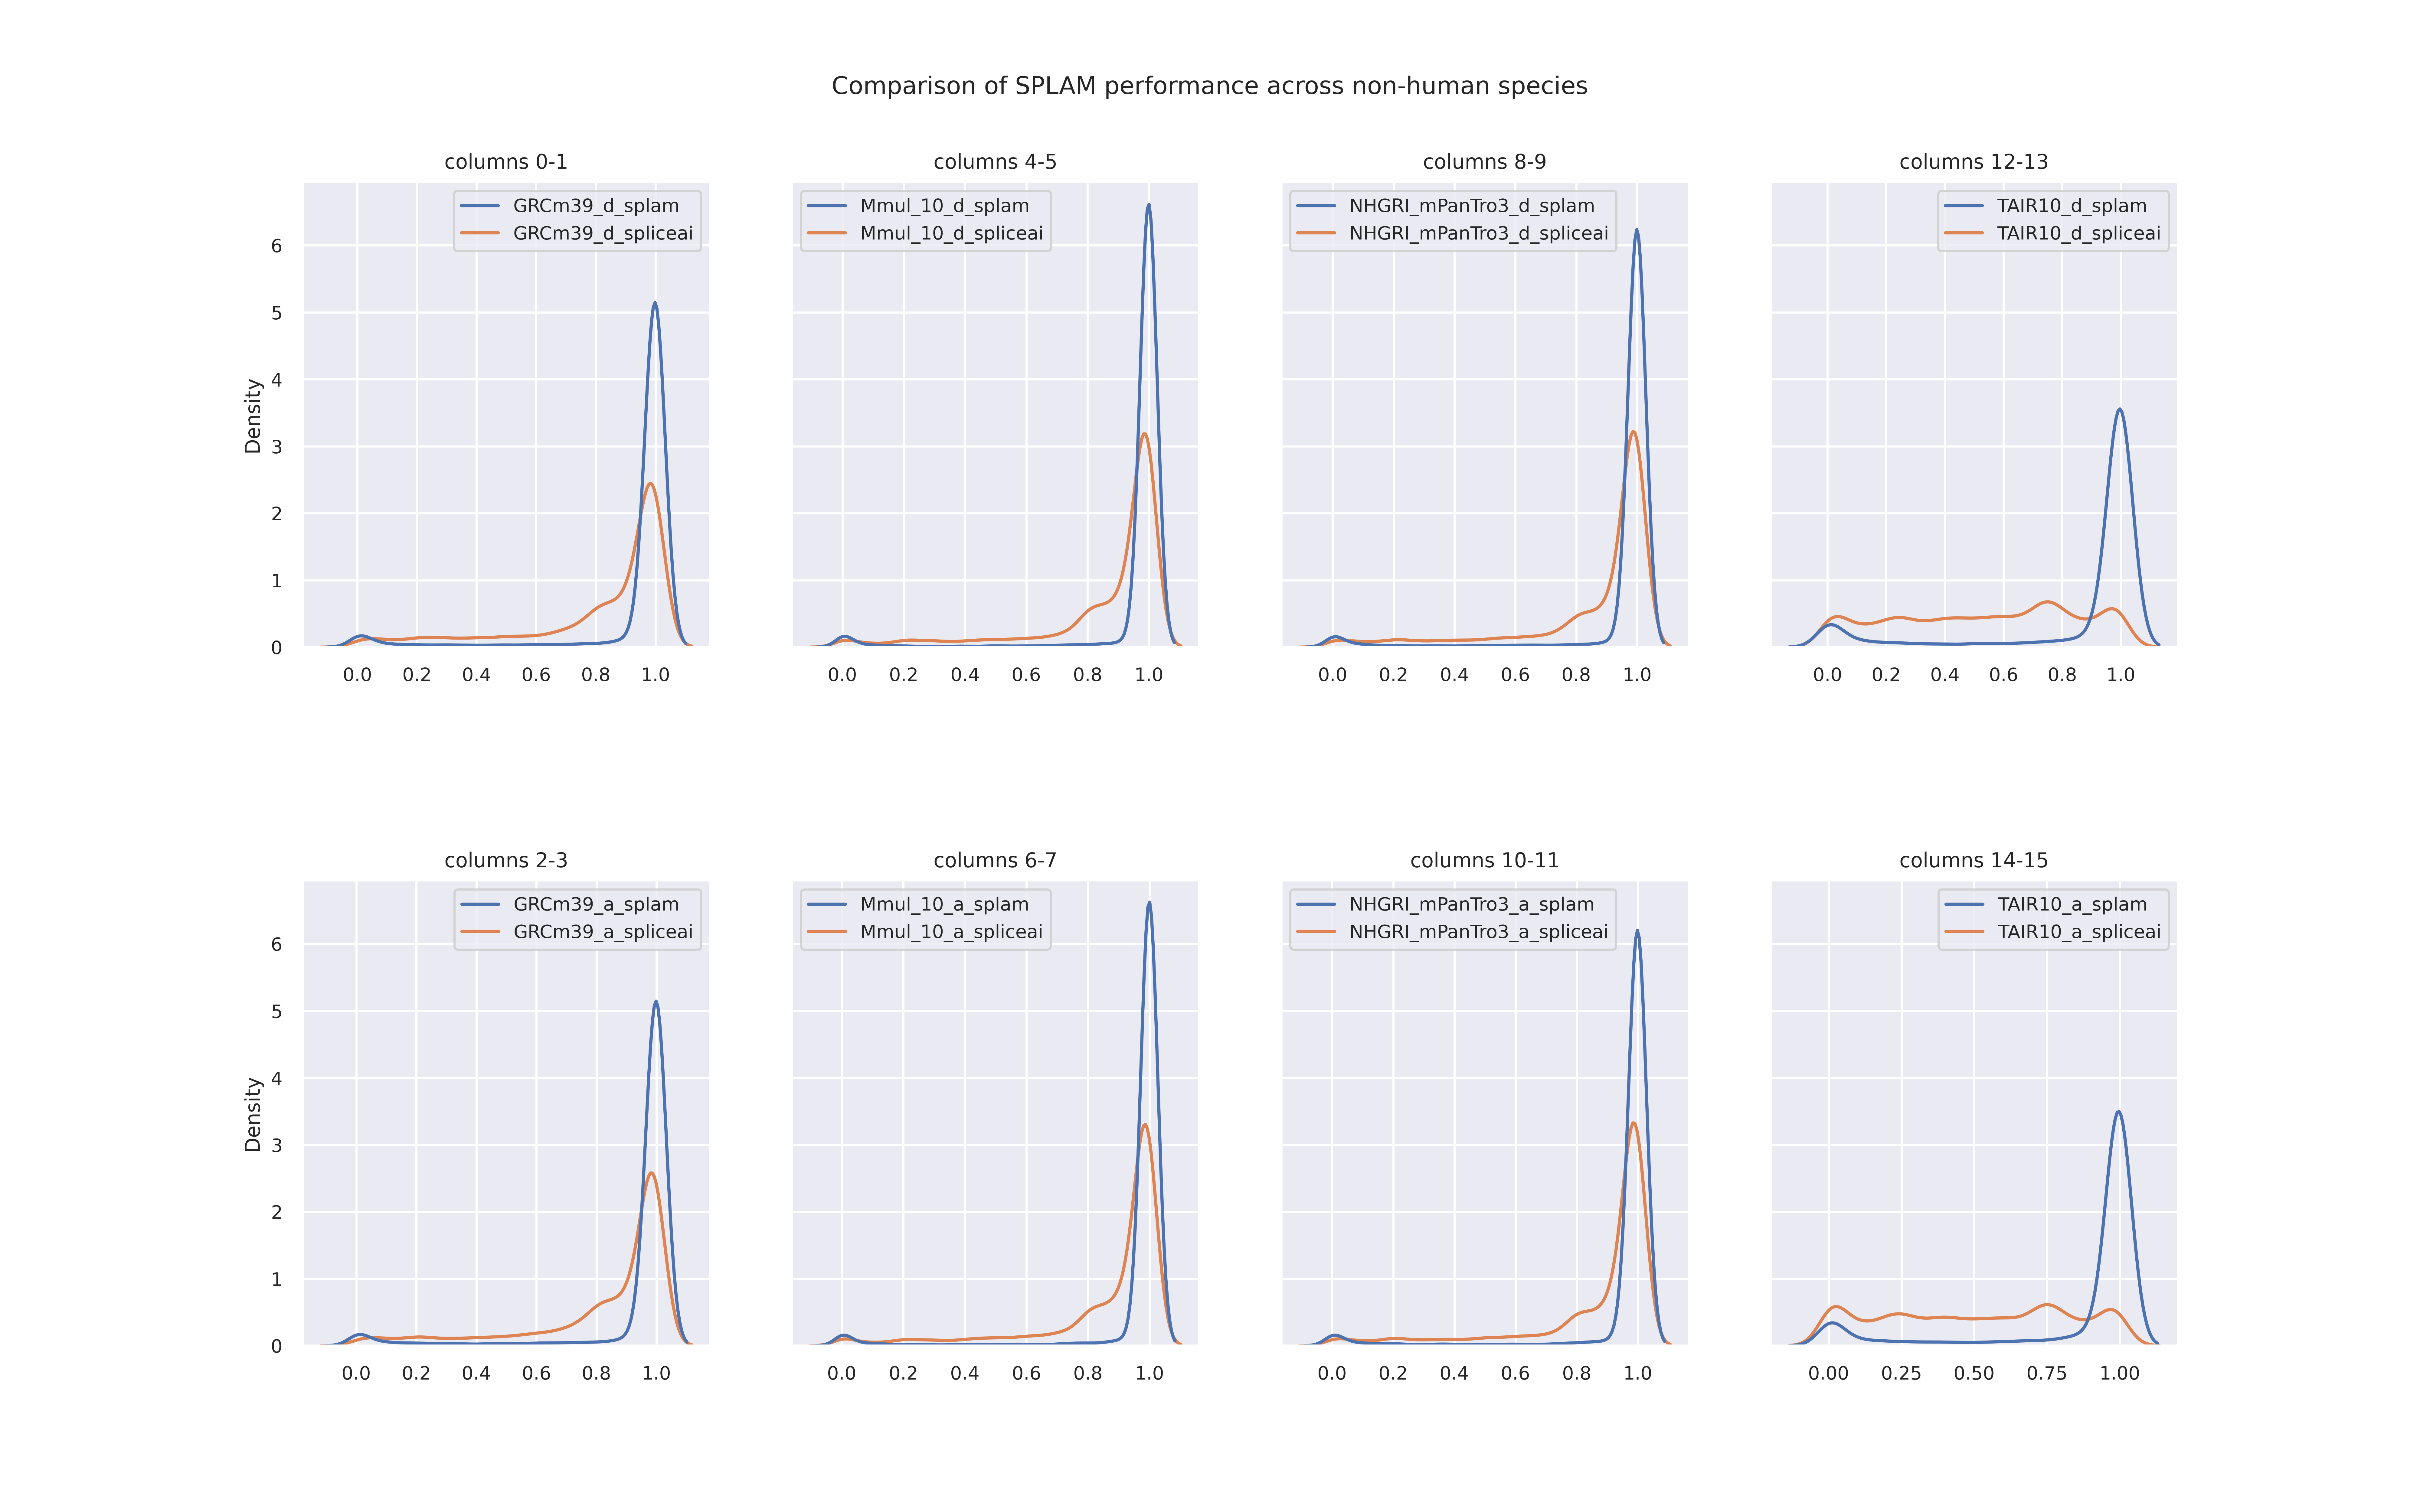 Comparison of SPLAM performance across non-human species
columns 0-1
GRCm39_d_splam
GRCm39_d_spliceai
Density
6
5
4
3
2
1
0
0.0 0.2 0.4 0.6 0.8 1.0
columns 4-5
Mmul_10_d_splam
Mmul_10_d_spliceai
0.0 0.2 0.4 0.6 0.8 1.0
columns 8-9
NHGRI_mPanTro3_d_splam
NHGRI_mPanTro3_d_spliceai
0.0 0.2 0.4 0.6 0.8 1.0
columns 12-13
TAIR10_d_splam
TAIR10_d_spliceai
0.0 0.2 0.4 0.6 0.8 1.0
columns 2-3
GRCm39_a_splam
GRCm39_a_spliceai
Density
6
5
4
3
2
1
0
0.0 0.2 0.4 0.6 0.8 1.0
columns 6-7
Mmul_10_a_splam
Mmul_10_a_spliceai
0.0 0.2 0.4 0.6 0.8 1.0
columns 10-11
NHGRI_mPanTro3_a_splam
NHGRI_mPanTro3_a_spliceai
0.0 0.2 0.4 0.6 0.8 1.0
columns 14-15
TAIR10_a_splam
TAIR10_a_spliceai
0.00 0.25 0.50 0.75 1.00